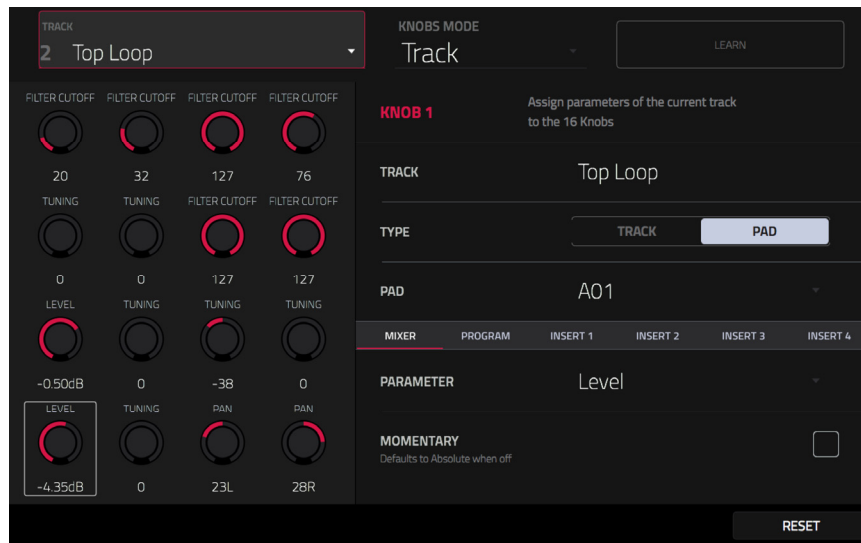 TRACK
2 Top Loop
KNOBS MODE
Track
LEARN
FILTER CUTOFF FILTER CUTOFF FILTER CUTOFF FILTER CUTOFF
20 32 127 76
TUNING TUNING FILTER CUTOFF FILTER CUTOFF
0 0 127 127
LEVEL TUNING TUNING TUNING
-0.50dB 0 -38 0
LEVEL TUNING PAN PAN
-4.35dB 0 23L 28R
KNOB 1
Assign parameters of the current track
to the 16 Knobs
TRACK Top Loop
TYPE TRACK PAD
PAD A01
MIXER PROGRAM INSERT 1 INSERT 2 INSERT 3 INSERT 4
PARAMETER Level
MOMENTARY
Defaults to Absolute when off
RESET